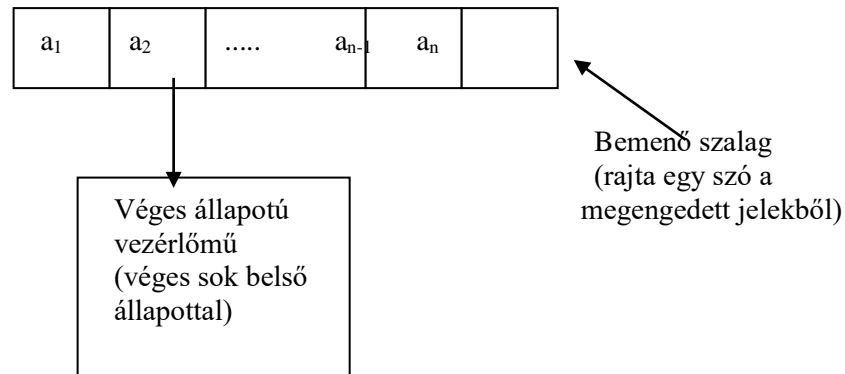 a₁ a₂ ..... aₙ₋₁ aₙ
Bemenő szalag
(rajta egy szó a
megengedett jelekből)
Véges állapotú
vezérlőmű
(véges sok belső
állapottal)